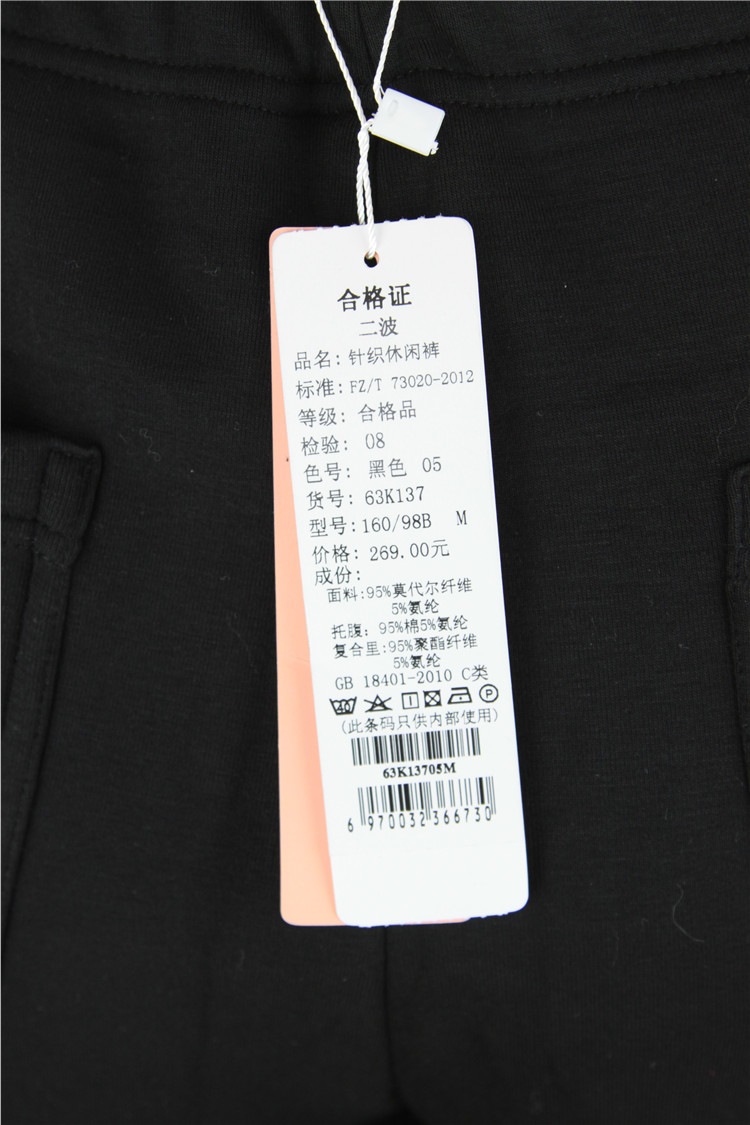 合格证
二波
品名: 针织休闲裤
标准: FZ/T 73020-2012
等级: 合格品
检验: 08
色号: 黑色 05
货号: 63K137
型号: 160/98B M
价格: 269.00元
成份:
面料:95%莫代尔纤维
5%氨纶
托腹: 95%棉5%氨纶
复合里:95%聚酯纤维
5%氨纶
GB 18401-2010 C类
40 P
(此条码只供内部使用)
63K13705M
6 970032 366730